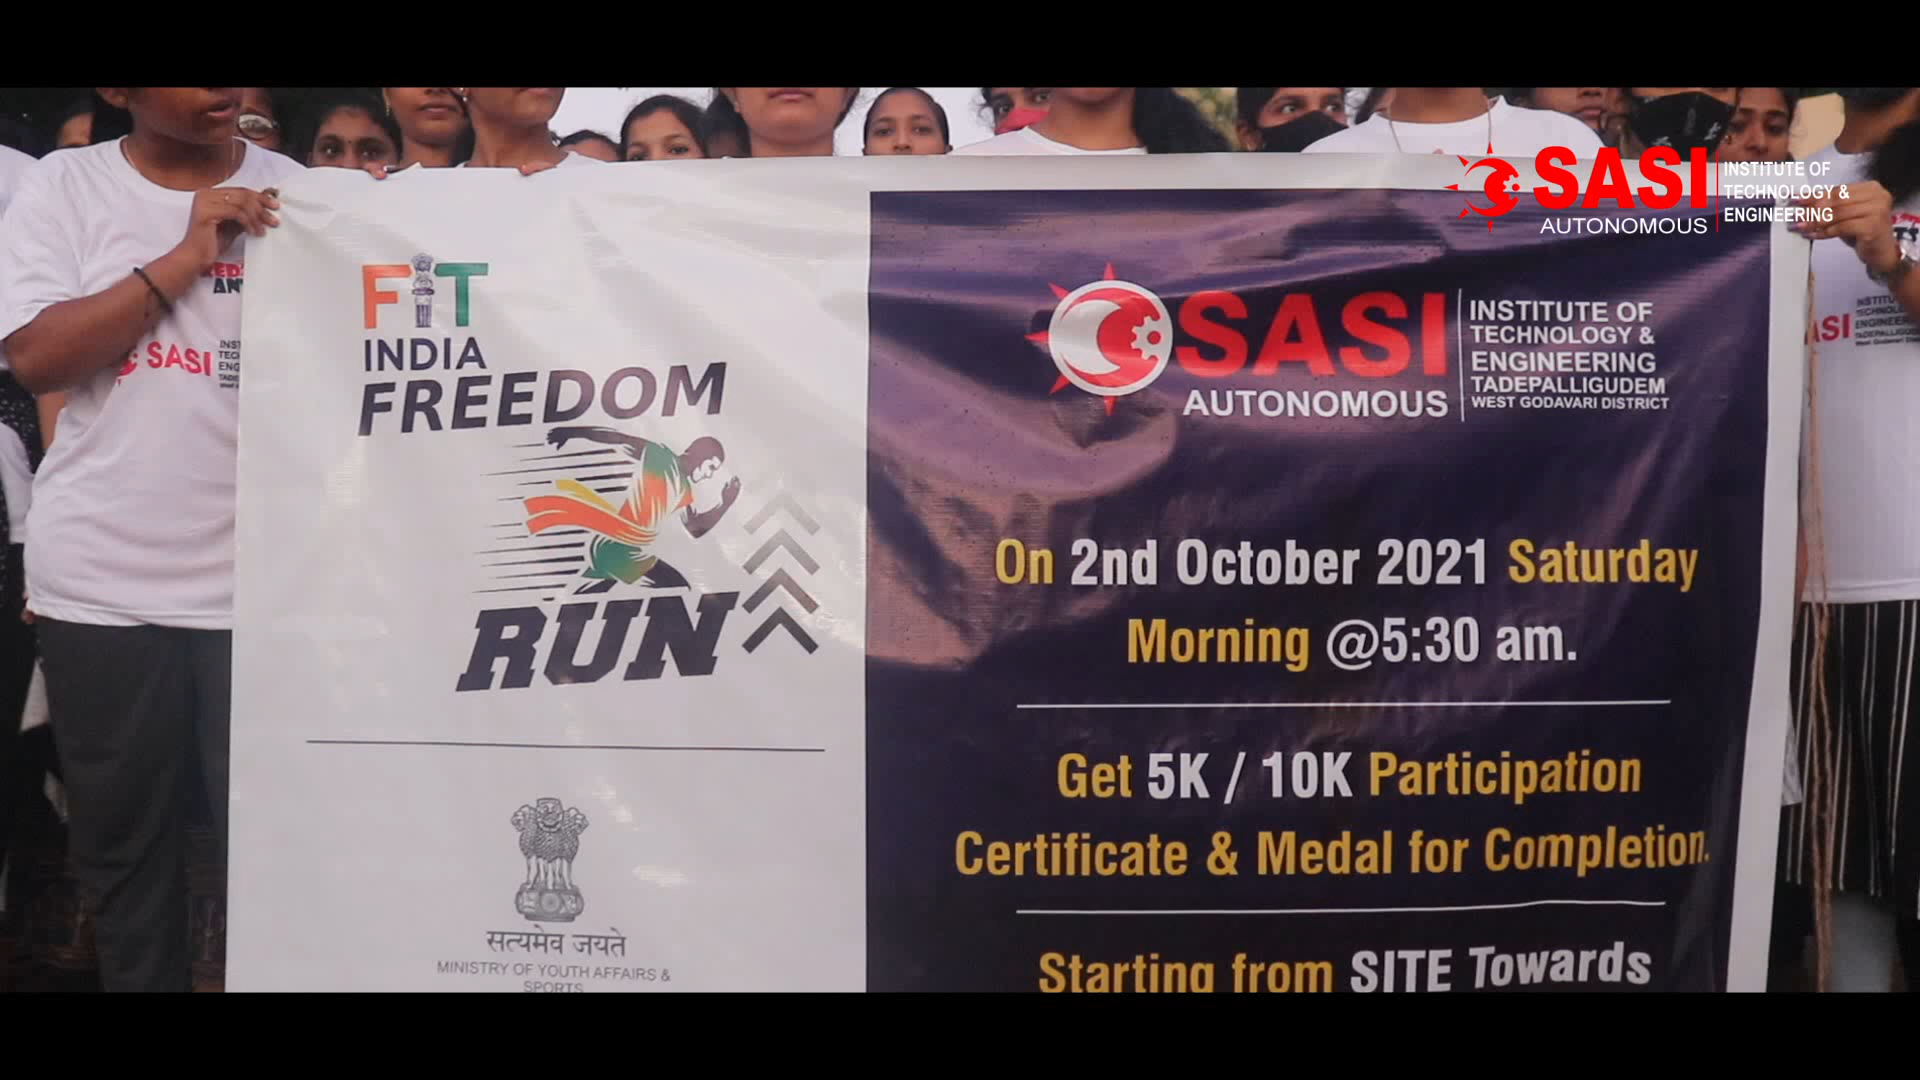 SASI
AUTONOMOUS
INSTITUTE OF
TECHNOLOGY &
ENGINEERING
FIT
INDIA
FREEDOM
RUN
सत्यमेव जयते
MINISTRY OF YOUTH AFFAIRS &
SPORTS
SASI
AUTONOMOUS
INSTITUTE OF
TECHNOLOGY &
ENGINEERING
TADEPALLIGUDEM
WEST GODAVARI DISTRICT
On 2nd October 2021 Saturday
Morning @5:30 am.
Get 5K / 10K Participation
Certificate & Medal for Completion.
Starting from SITE Towards
SASI